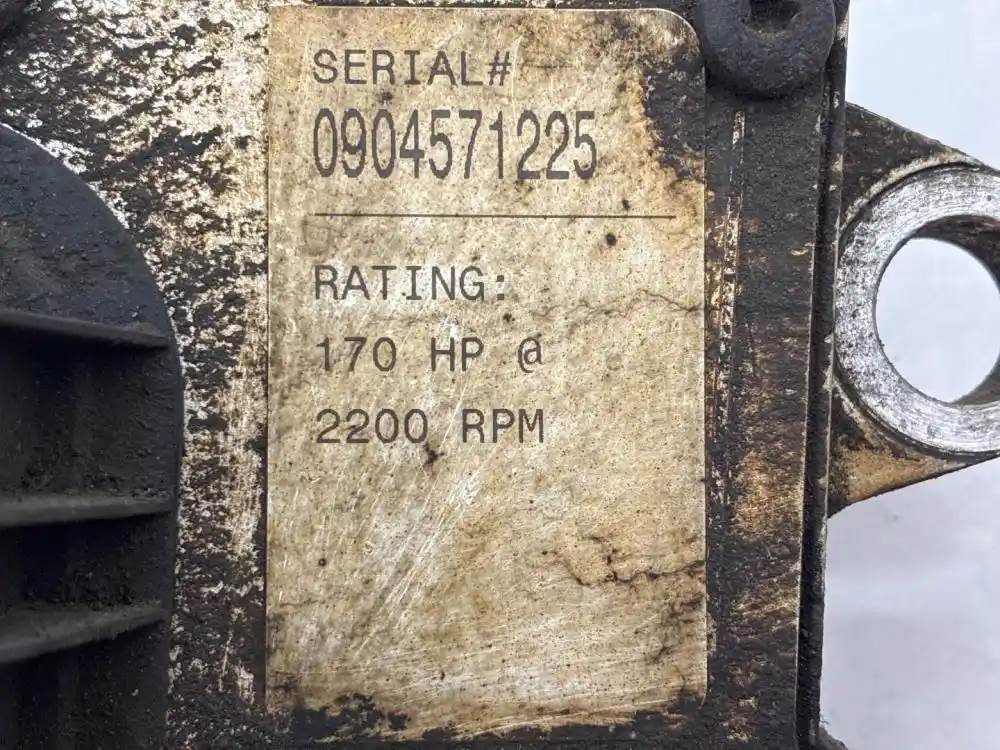 SERIAL#
0904571225
RATING:
170 HP @
2200 RPM